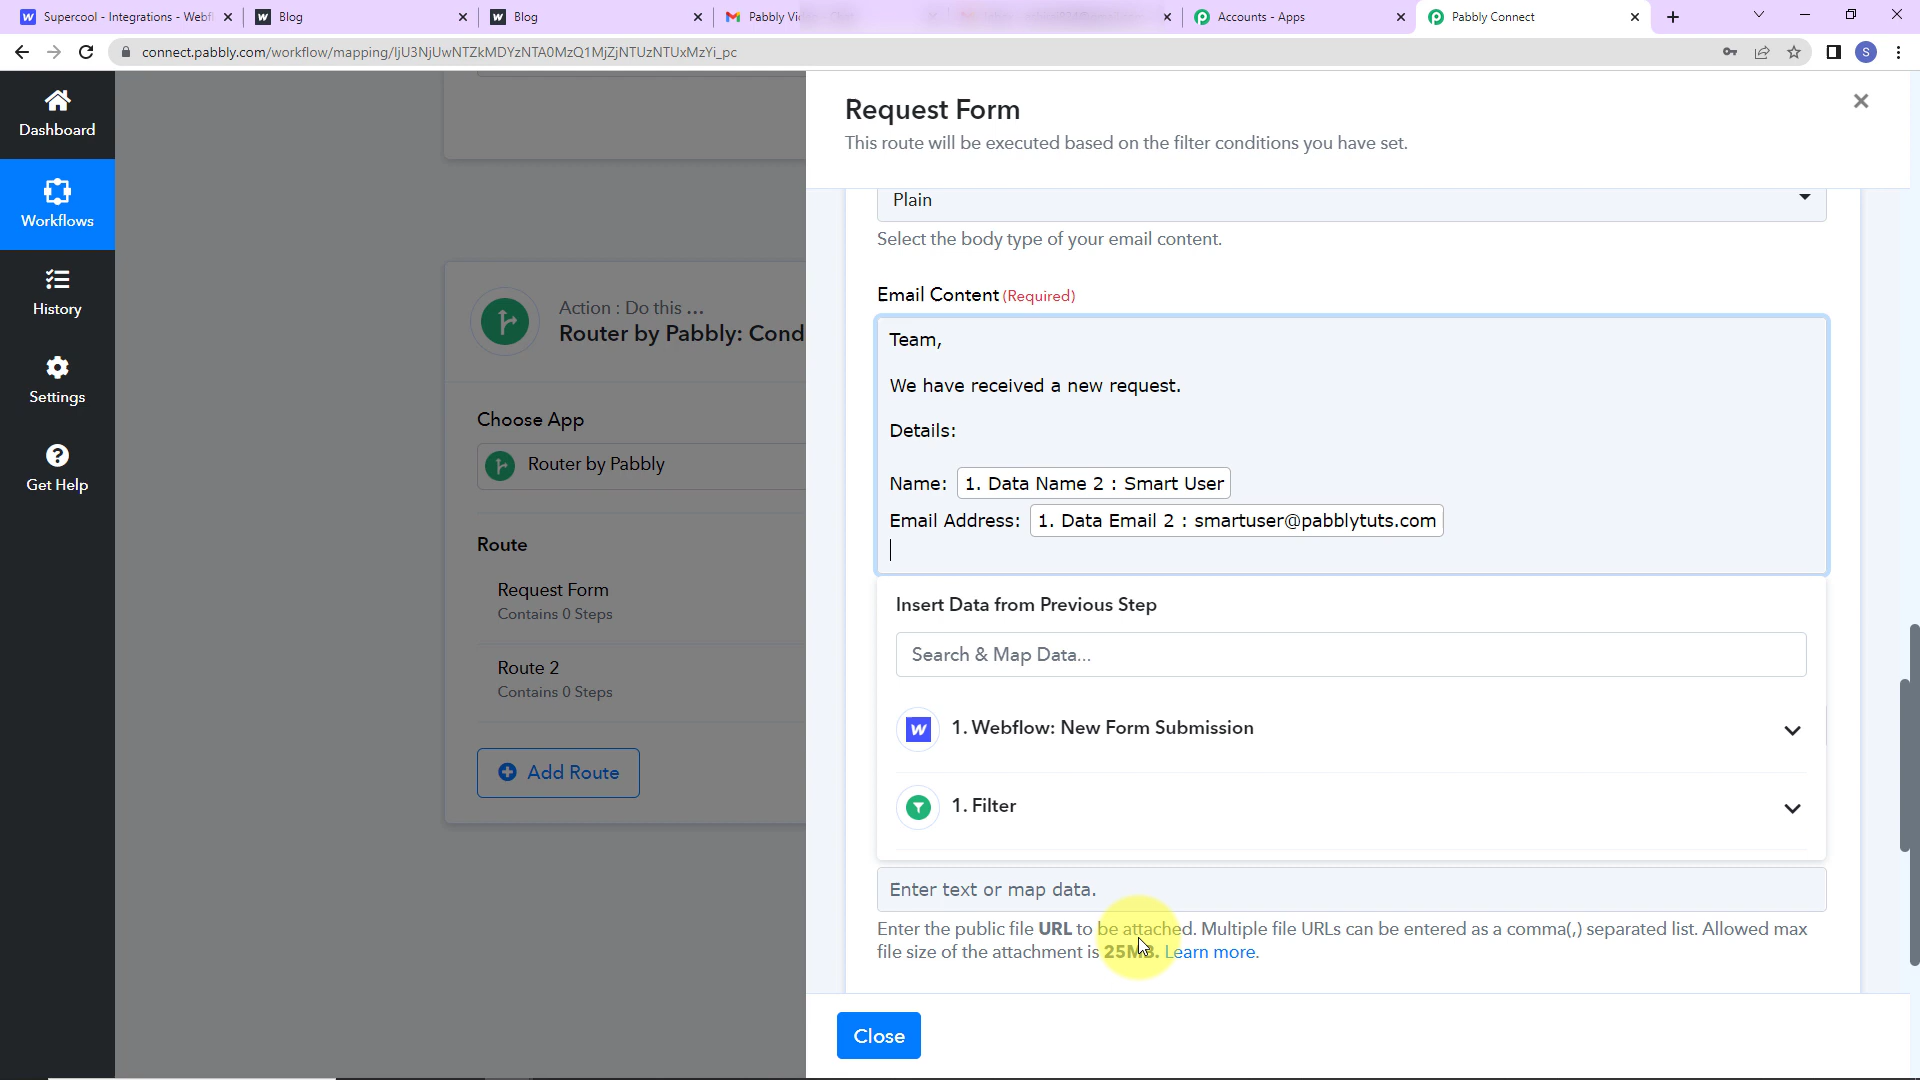 Supercool - Integrations - Webfl
Blog
Blog
Pabbly Vid
Accounts - Apps
Pabbly Connect
connect.pabbly.com/workflow/mapping/IjU3NjUwNTZkMDYzNTA0MzQ1MjZjNTUzNTUxMzYi_pc
S
Dashboard
Workflows
History
Settings
Get Help
Action : Do this ...
Router by Pabbly: Cond
Choose App
Router by Pabbly
Route
Request Form
Contains 0 Steps
Route 2
Contains 0 Steps
Add Route
Request Form
This route will be executed based on the filter conditions you have set.
Plain
Select the body type of your email content.
Email Content (Required)
Team,
We have received a new request.
Details:
Name: 1. Data Name 2 : Smart User
Email Address: 1. Data Email 2 : smartuser@pabblytuts.com
Insert Data from Previous Step
Search & Map Data...
1. Webflow: New Form Submission
1. Filter
Enter text or map data.
Enter the public file URL to be attached. Multiple file URLs can be entered as a comma(,) separated list. Allowed max
file size of the attachment is 25MB. Learn more.
Close